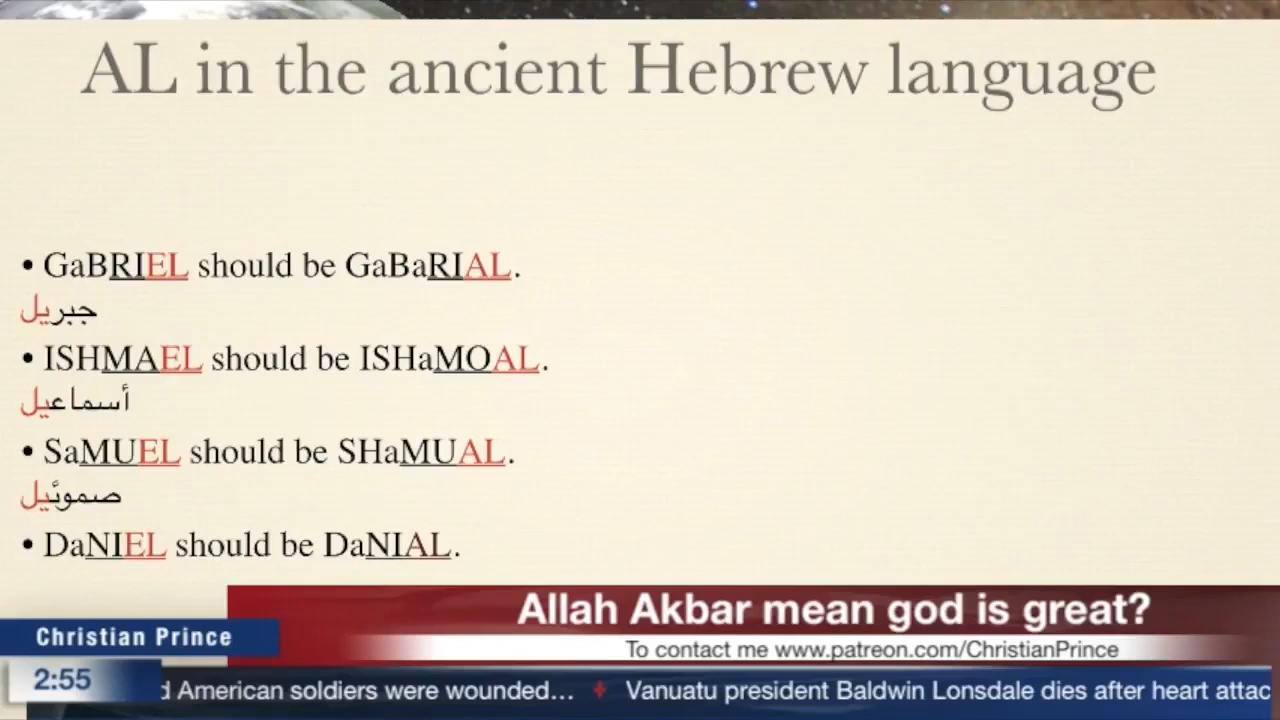 AL in the ancient Hebrew language
• GaBRIEL should be GaBaRIAL.
جبريل
• ISHMAEL should be ISHaMOAL.
أسماعيل
• SaMUEL should be SHaMUAL.
صموئيل
• DaNIEL should be DaNIAL.
Allah Akbar mean god is great?
Christian Prince
To contact me www.patreon.com/ChristianPrince
2:55
d American soldiers were wounded... ♦ Vanuatu president Baldwin Lonsdale dies after heart attac